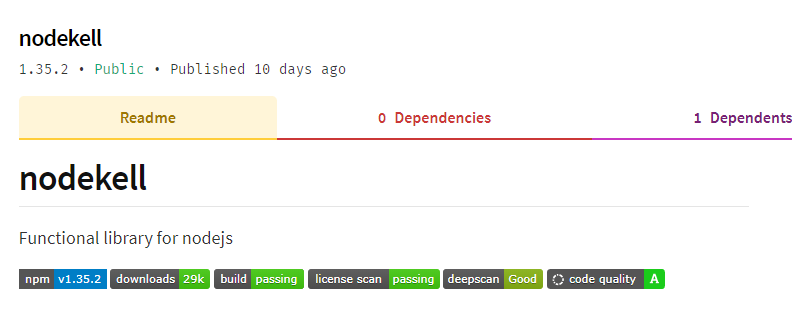 nodekell
1.35.2 • Public • Published 10 days ago
Readme 0 Dependencies 1 Dependents
nodekell
Functional library for nodejs
npm v1.35.2 downloads 29k build passing license scan passing deepscan Good code quality A